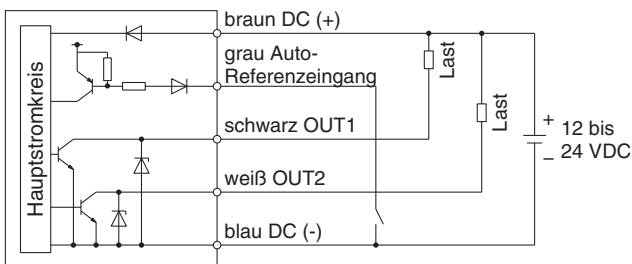 braun DC (+)
grau Auto-
Referenzeingang
schwarz OUT1
weiß OUT2
blau DC (-)
Hauptstromkreis
Last
Last
+
12 bis
–
24 VDC